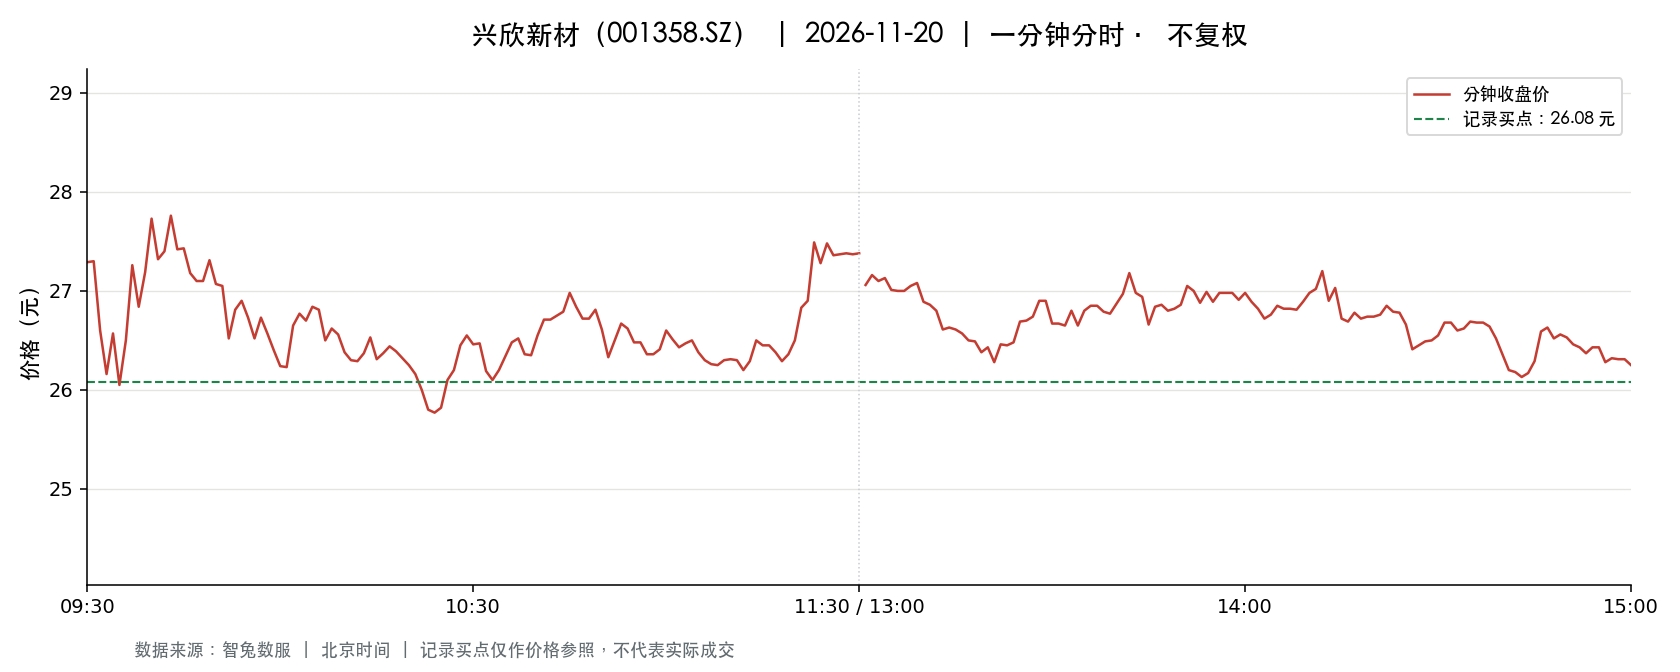 兴欣新材（001358.SZ） | 2026-11-20 | 一分钟分时 · 不复权
分钟收盘价
记录买点：26.08 元
价格（元）
29
28
27
26
25
09:30
10:30
11:30 / 13:00
14:00
15:00
数据来源：智兔数服 | 北京时间 | 记录买点仅作价格参照，不代表实际成交